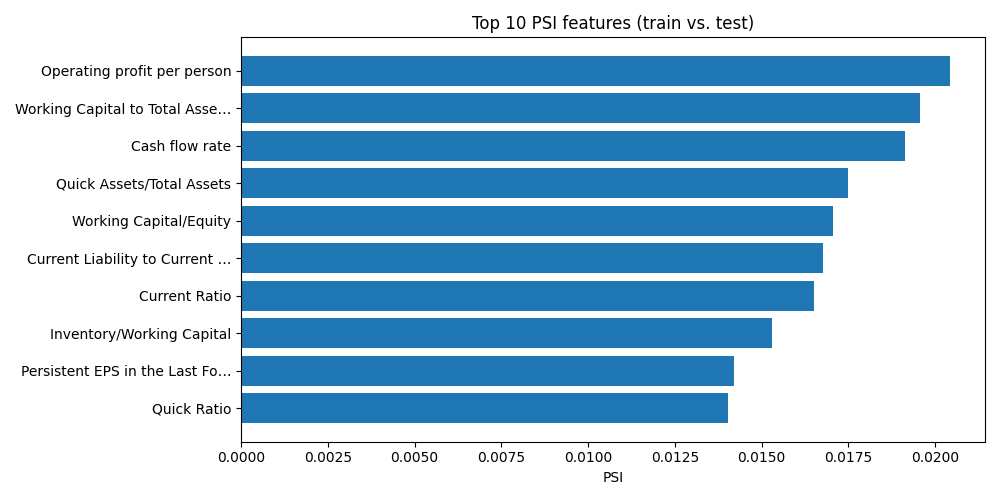 Top 10 PSI features (train vs. test)
Operating profit per person
Working Capital to Total Asse...
Cash flow rate
Quick Assets/Total Assets
Working Capital/Equity
Current Liability to Current ...
Current Ratio
Inventory/Working Capital
Persistent EPS in the Last Fo...
Quick Ratio
0.0000 0.0025 0.0050 0.0075 0.0100 0.0125 0.0150 0.0175 0.0200
PSI